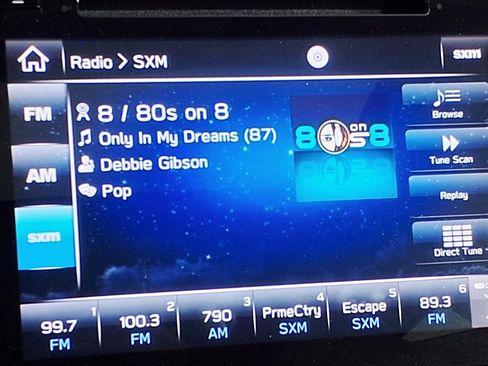 Radio > SXM
sxm
FM
AM
sxm
8 / 80s on 8
Only In My Dreams (87)
Debbie Gibson
Pop
80s on 8
Browse
Tune Scan
Replay
Direct Tune
1
99.7
FM
2
100.3
FM
3
790
AM
4
PrmeCtry
SXM
5
Escape
SXM
6
89.3
FM